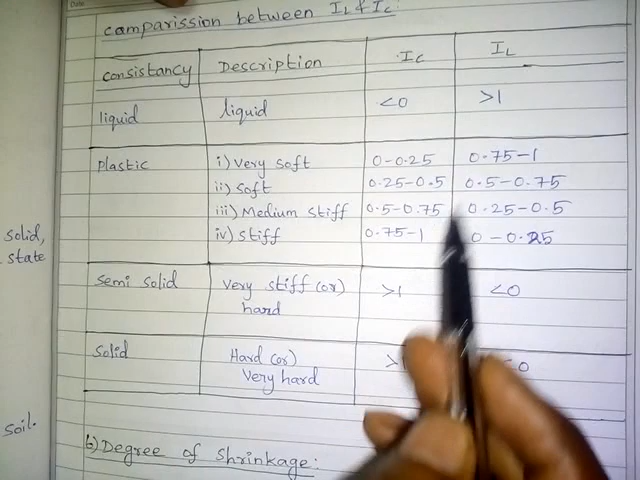 Comparission between IL & Ic:
Consistancy Description Ic IL
liquid liquid <0 >1
Plastic i) Very soft 0-0.25 0.75-1
ii) Soft 0.25-0.5 0.5-0.75
iii) Medium stiff 0.5-0.75 0.25-0.5
iv) stiff 0.75-1 0-0.25
solid,
state
Semi solid Very stiff (or) >1 <0
hard
Solid Hard (or) 0
Very hard
soil.
6) Degree of shrinkage: